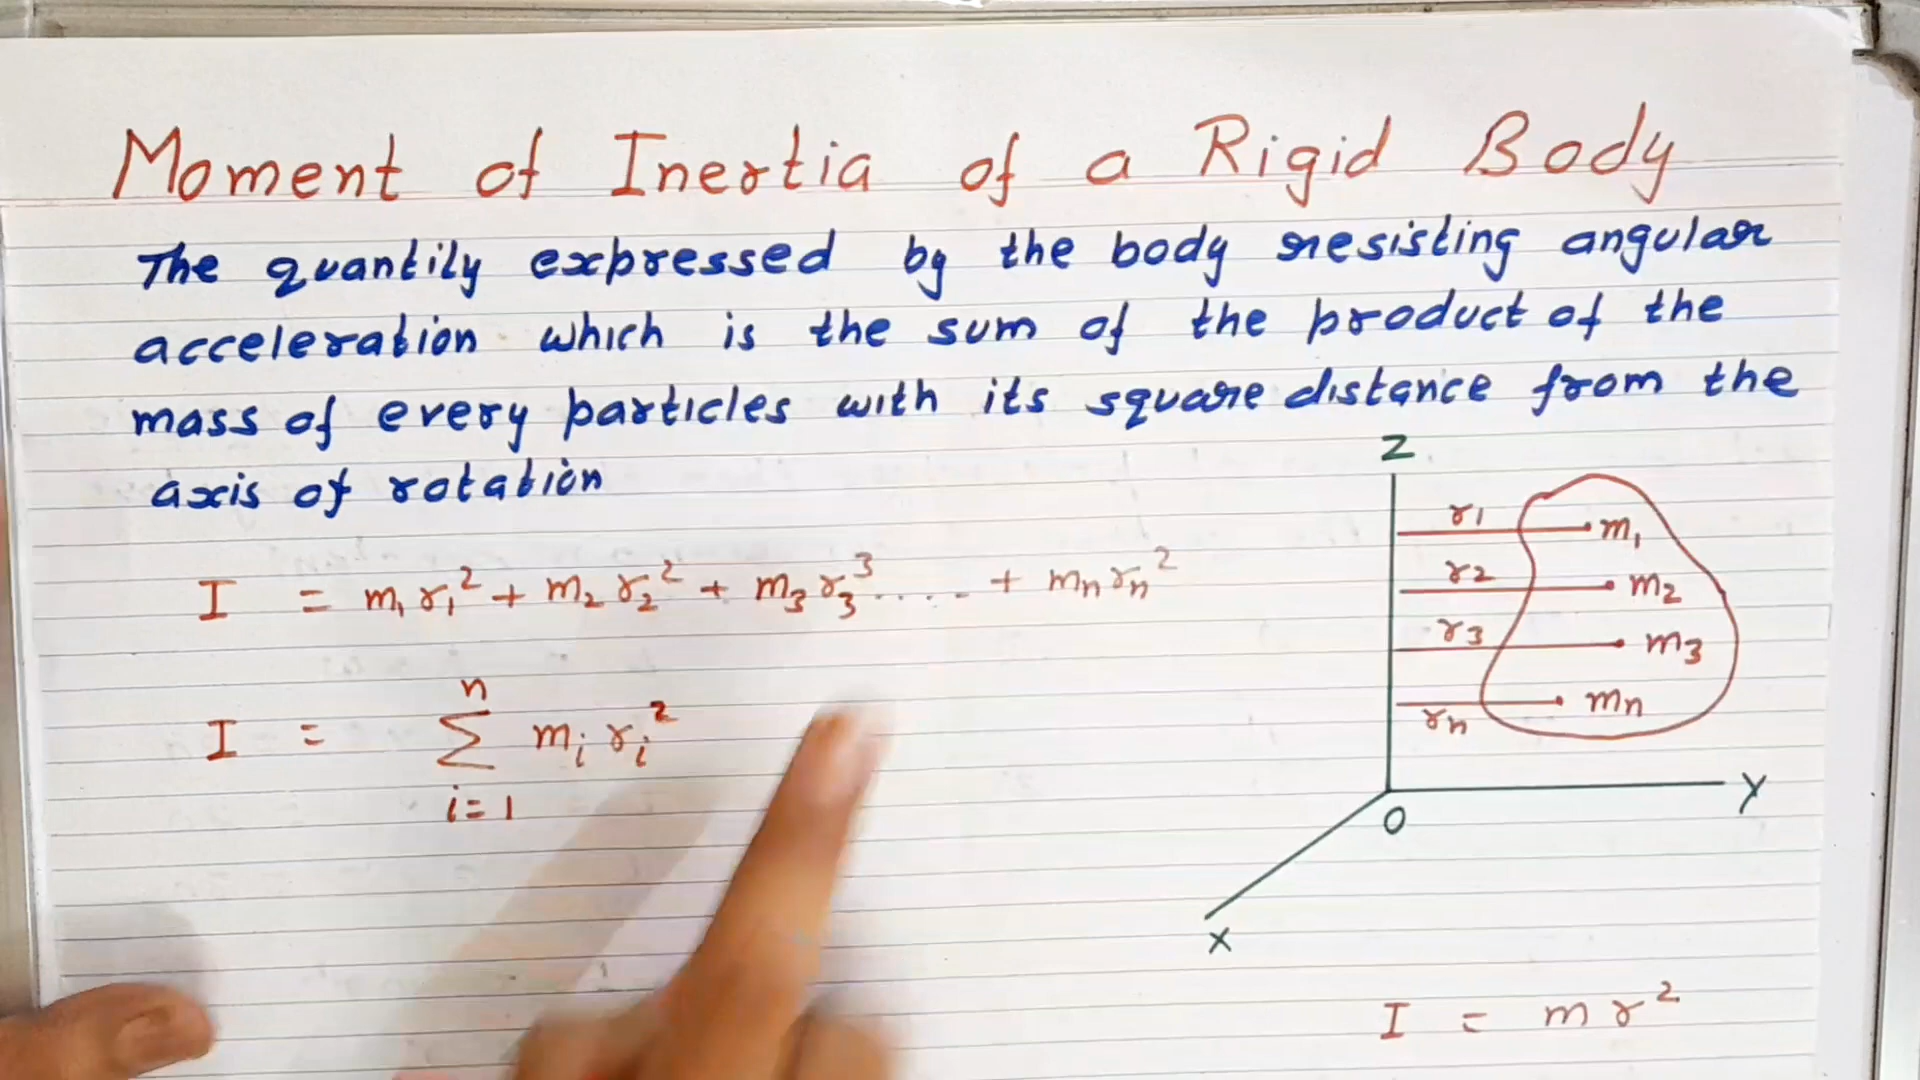 Moment of Inertia of a Rigid Body
The quantily expressed by the body resisting angular
acceleration which is the sum of the product of the
mass of every particles with its square distance from the
axis of rotation
I = m₁r₁² + m₂r₂² + m₃r₃³ ..... + mₙrₙ²
I = n∑i=1 mᵢrᵢ²
Z
r1 m₁
r2 m2
r3 m3
rn mn
O
Y
X
I = mr²